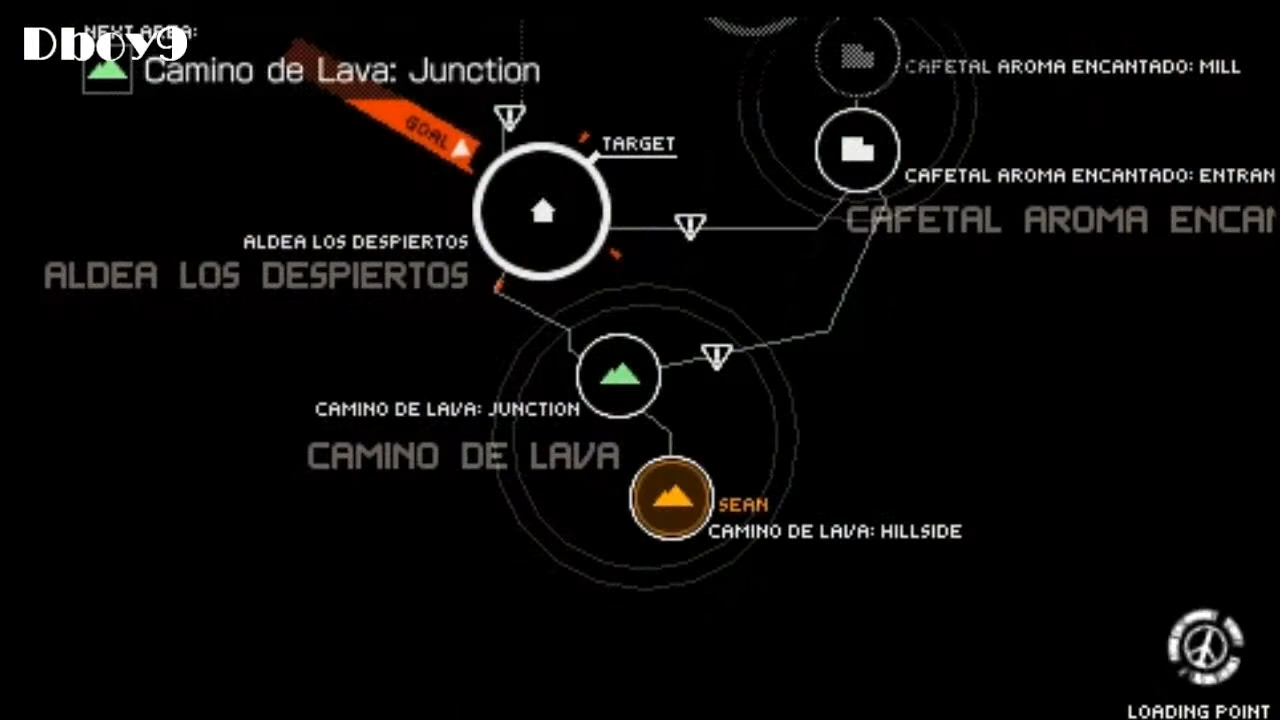 NEXT AREA:
Dboy9
Camino de Lava: Junction
CAFETAL AROMA ENCANTADO: MILL
GOAL
TARGET
CAFETAL AROMA ENCANTADO: ENTRAN
CAFETAL AROMA ENCAN
ALDEA LOS DESPIERTOS
ALDEA LOS DESPIERTOS
CAMINO DE LAVA: JUNCTION
CAMINO DE LAVA
SEAN
CAMINO DE LAVA: HILLSIDE
LOADING POINT